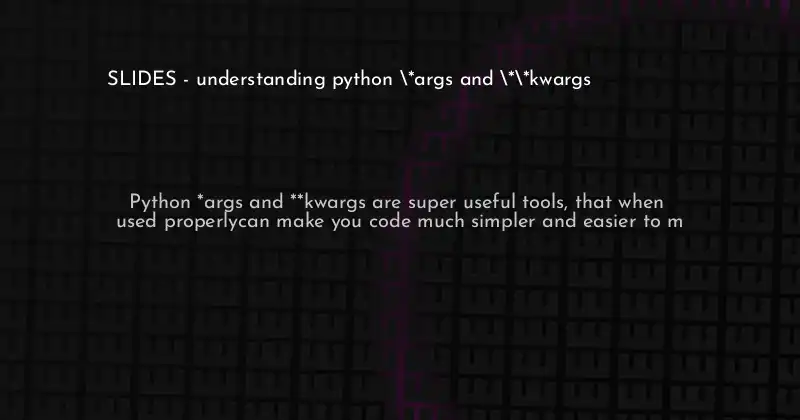 SLIDES - understanding python \*args and \*\*kwargs
Python *args and **kwargs are super useful tools, that when
used properlycan make you code much simpler and easier to m